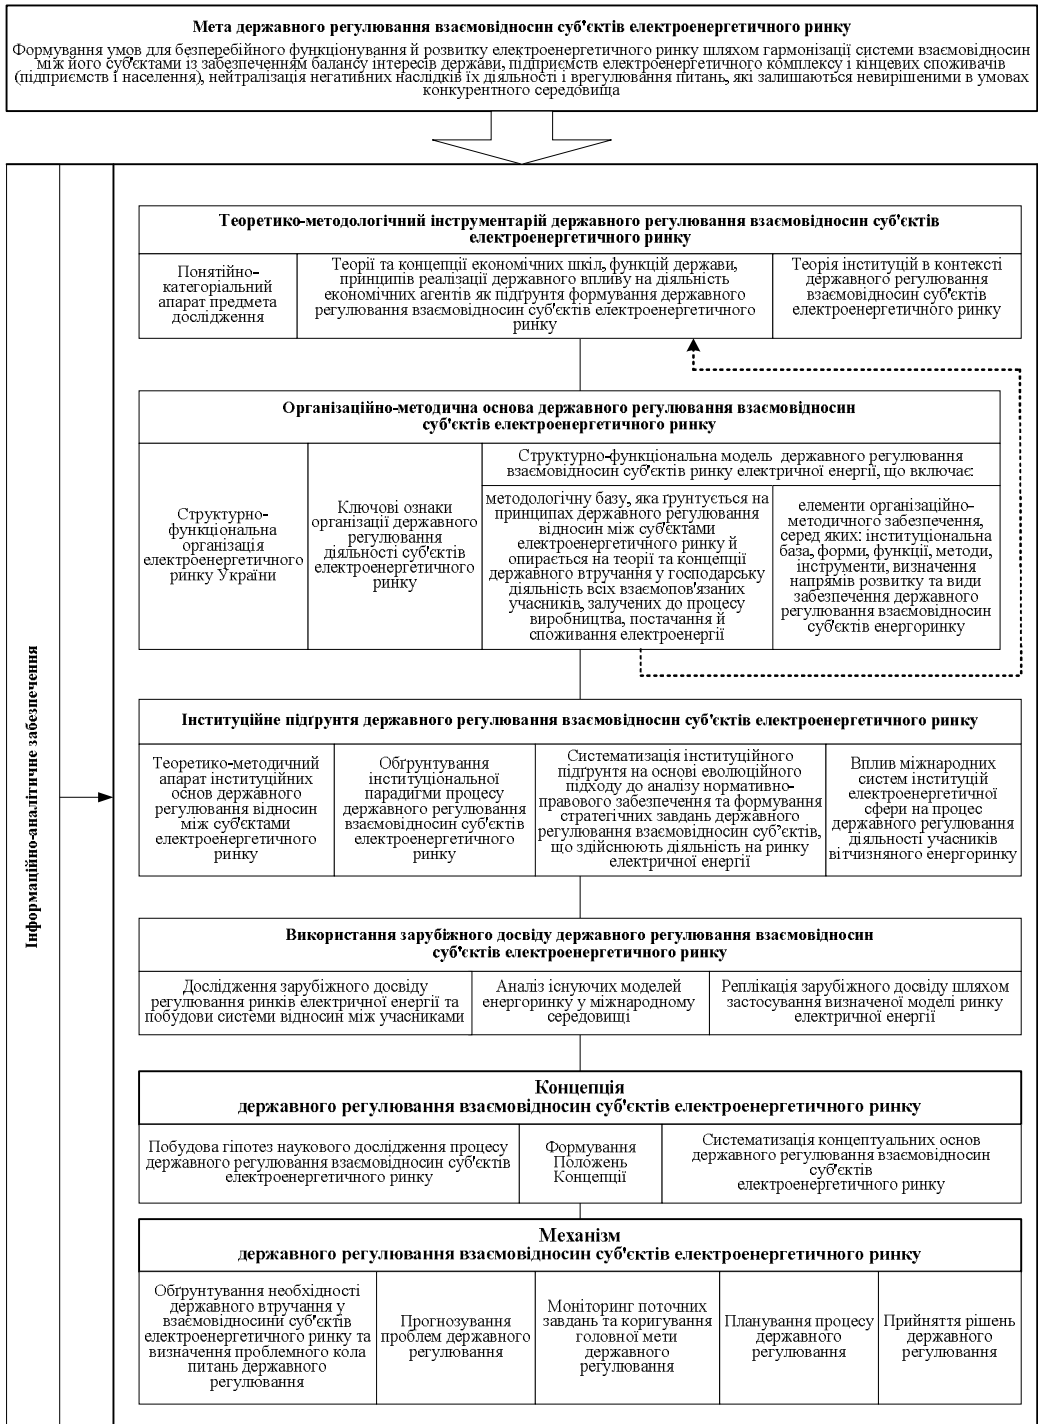 Мета державного регулювання взаємовідносин суб'єктів електроенергетичного ринку
Формування умов для безперебійного функціонування й розвитку електроенергетичного ринку шляхом гармонізації системи взаємовідносин
між його суб'єктами із забезпеченням балансу інтересів держави, підприємств електроенергетичного комплексу і кінцевих споживачів
(підприємств і населення), нейтралізація негативних наслідків їх діяльності і врегулювання питань, які залишаються невирішеними в умовах
конкурентного середовища
Інформаційно-аналітичне забезпечення
Теоретико-методологічний інструментарій державного регулювання взаємовідносин суб'єктів
електроенергетичного ринку
Понятійно-
категоріальний
апарат предмета
дослідження
Теорії та концепції економічних шкіл, функцій держави,
принципів реалізації державного впливу на діяльність
економічних агентів як підґрунтя формування державного
регулювання взаємовідносин суб'єктів електроенергетичного
ринку
Теорія інституцій в контексті
державного регулювання
взаємовідносин суб'єктів
електроенергетичного ринку
Організаційно-методична основа державного регулювання взаємовідносин
суб'єктів електроенергетичного ринку
Структурно-
функціональна
організація
електроенергетичного
ринку України
Ключові ознаки
організації державного
регулювання
діяльності суб'єктів
електроенергетичного
ринку
Структурно-функціональна модель державного регулювання
взаємовідносин суб'єктів ринку електричної енергії, що включає:
методологічну базу, яка ґрунтується на
принципах державного регулювання
відносин між суб'єктами
електроенергетичного ринку й
опирається на теорії та концепції
державного втручання у господарську
діяльність всіх взаємопов'язаних
учасників, залучених до процесу
виробництва, постачання й
споживання електроенергії
елементи організаційно-
методичного забезпечення,
серед яких: інституціональна
база, форми, функції, методи,
інструменти, визначення
напрямів розвитку та види
забезпечення державного
регулювання взаємовідносин
суб'єктів енергоринку
Інституційне підґрунтя державного регулювання взаємовідносин суб'єктів електроенергетичного ринку
Теоретико-методичний
апарат інституційних
основ державного
регулювання відносин
між суб'єктами
електроенергетичного
ринку
Обґрунтування
інституціональної
парадигми процесу
державного регулювання
взаємовідносин суб'єктів
електроенергетичного
ринку
Систематизація інституційного
підґрунтя на основі еволюційного
підходу до аналізу нормативно-
правового забезпечення та формування
стратегічних завдань державного
регулювання взаємовідносин суб’єктів,
що здійснюють діяльність на ринку
електричної енергії
Вплив міжнародних
систем інституцій
електроенергетичної
сфери на процес
державного регулювання
діяльності учасників
вітчизняного енергоринку
Використання зарубіжного досвіду державного регулювання взаємовідносин
суб'єктів електроенергетичного ринку
Дослідження зарубіжного досвіду
регулювання ринків електричної енергії та
побудови системи відносин між учасниками
Аналіз існуючих моделей
енергоринку у міжнародному
середовищі
Реплікація зарубіжного досвіду шляхом
застосування визначеної моделі ринку
електричної енергії
Концепція
державного регулювання взаємовідносин суб'єктів електроенергетичного ринку
Побудова гіпотез наукового дослідження процесу
державного регулювання взаємовідносин суб'єктів
електроенергетичного ринку
Формування
Положень
Концепції
Систематизація концептуальних основ
державного регулювання взаємовідносин
суб'єктів
електроенергетичного ринку
Механізм
державного регулювання взаємовідносин суб'єктів електроенергетичного ринку
Обґрунтування необхідності
державного втручання у
взаємовідносини суб'єктів
електроенергетичного ринку та
визначення проблемного кола
питань державного
регулювання
Прогнозування
проблем державного
регулювання
Моніторинг поточних
завдань та коригування
головної мети
державного
регулювання
Планування процесу
державного
регулювання
Прийняття рішень
державного
регулювання